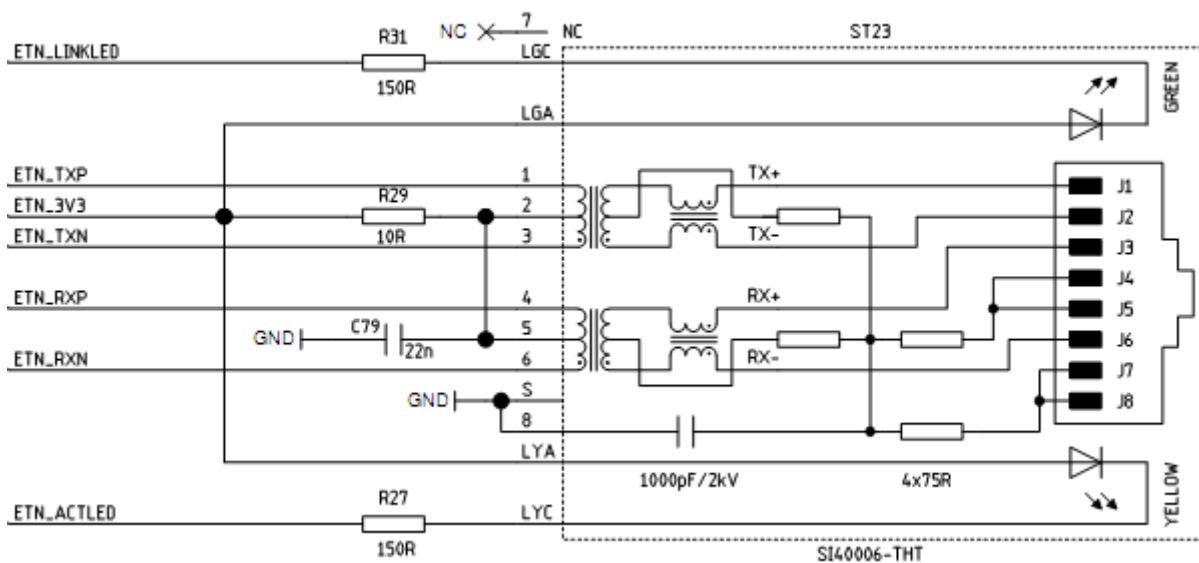 NC 7 NC ST23
ETN_LINKLED R31 LGC GREEN
150R
LGA
ETN_TXP 1 TX+ J1
ETN_3V3 R29 2 J2
ETN_TXN 10R 3 TX- J3
J4
ETN_RXP 4 RX+ J5
GND C79 22n 5 J6
ETN_RXN 6 RX- J7
GND S J8
8
LYA 1000pF/2kV 4x75R
ETN_ACTLED R27 LYC YELLOW
150R SI40006-THT